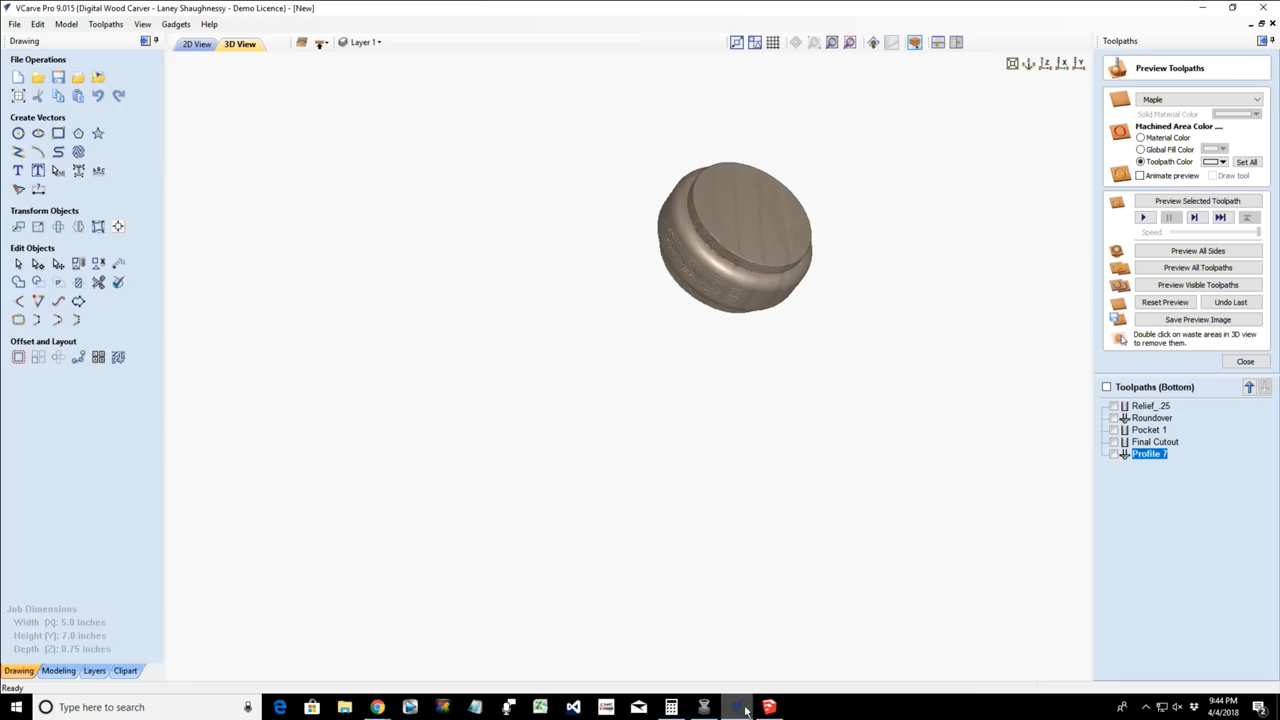 VCarve Pro 9.015 {Digital Wood Carver - Laney Shaughnessy - Demo Licence} - [New]
File Edit Model Toolpaths View Gadgets Help
Drawing
2D View 3D View Layer 1
Toolpaths
File Operations
Create Vectors
Transform Objects
Edit Objects
Offset and Layout
Job Dimensions
Width (X): 5.0 inches
Height (Y): 7.0 inches
Depth (Z): 0.75 inches
Drawing Modeling Layers Clipart
Ready
Z X Y
Preview Toolpaths
Maple
Solid Material Color
Machined Area Color ....
Material Color
Global Fill Color
Toolpath Color Set All
Animate preview Draw tool
Preview Selected Toolpath
Speed
Preview All Sides
Preview All Toolpaths
Preview Visible Toolpaths
Reset Preview Undo Last
Save Preview Image
Double click on waste areas in 3D view
to remove them.
Close
Toolpaths (Bottom)
Relief_.25
Roundover
Pocket 1
Final Cutout
Profile 7
Type here to search
9:44 PM
4/4/2018